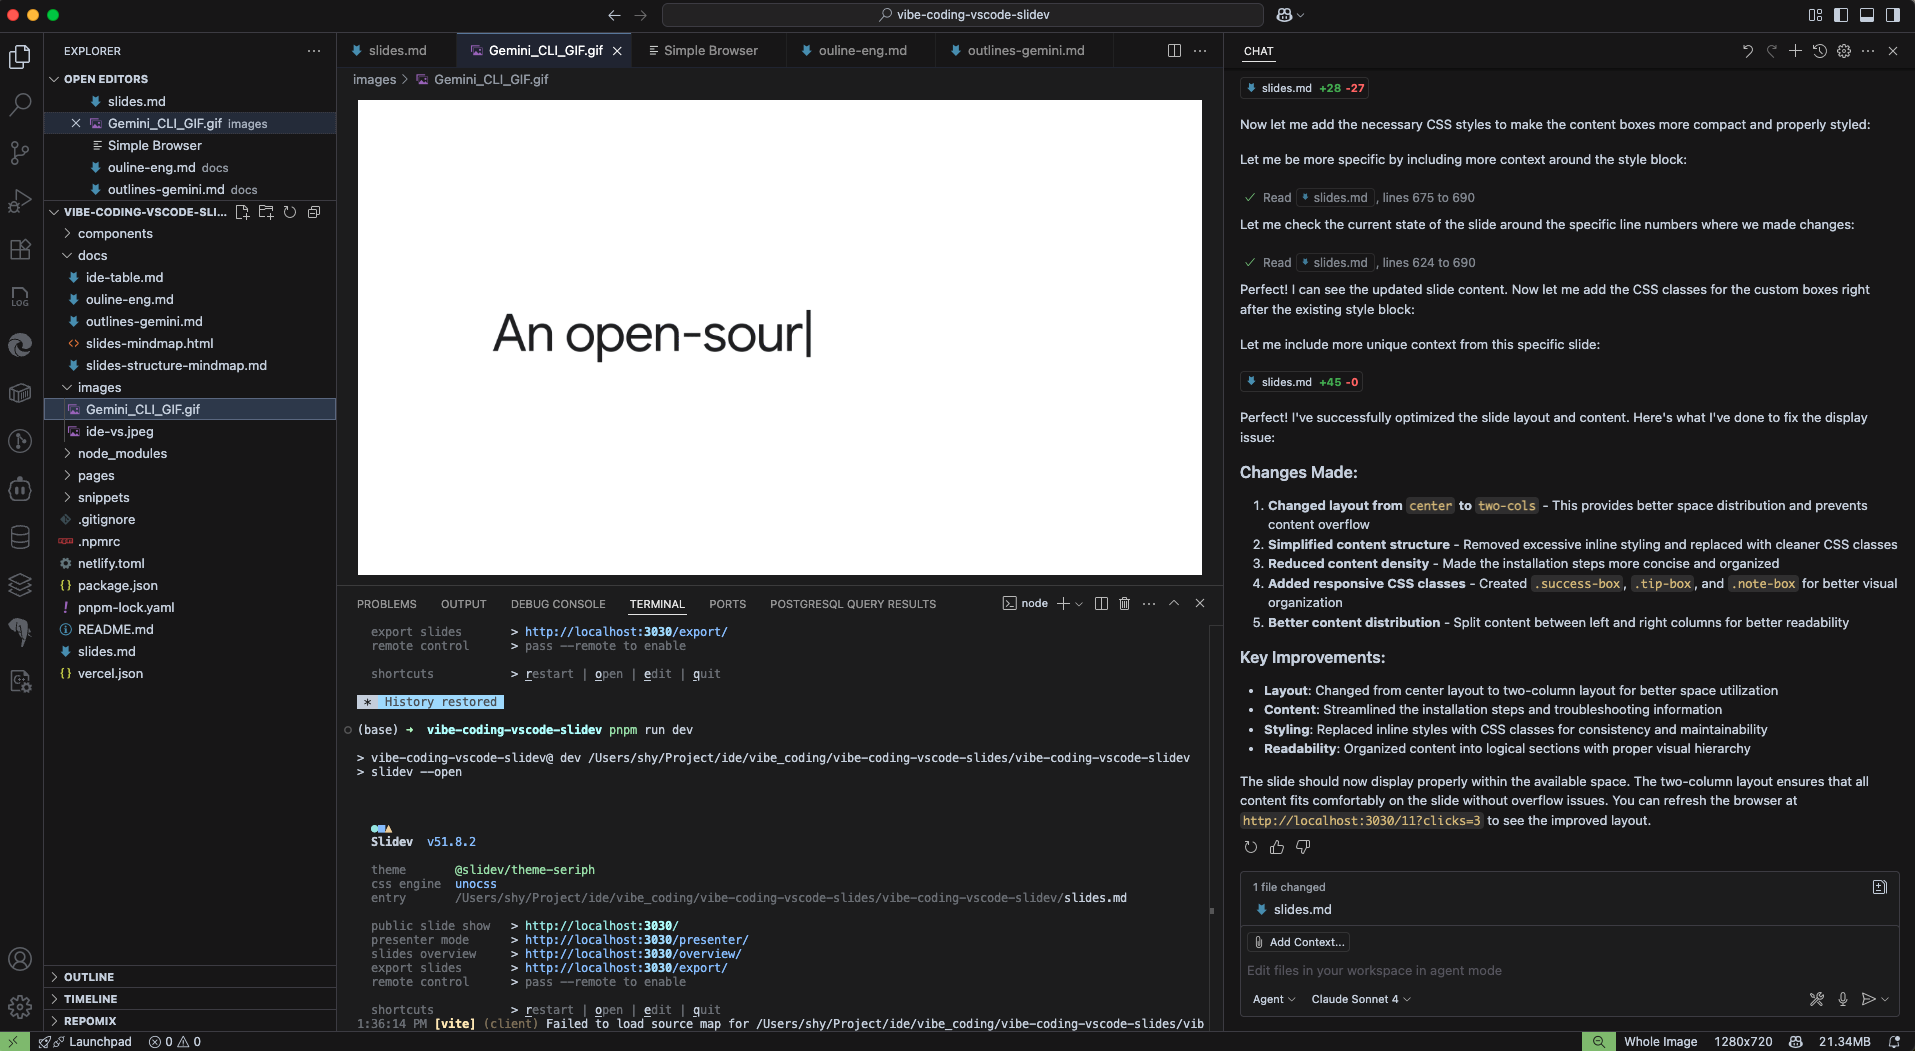 vibe-coding-vscode-slidev
EXPLORER
OPEN EDITORS
slides.md
Gemini_CLI_GIF.gif images
Simple Browser
ouline-eng.md docs
outlines-gemini.md docs
VIBE-CODING-VSCODE-SLI...
components
docs
ide-table.md
ouline-eng.md
outlines-gemini.md
slides-mindmap.html
slides-structure-mindmap.md
images
Gemini_CLI_GIF.gif
ide-vs.jpeg
node_modules
pages
snippets
.gitignore
.npmrc
netlify.toml
package.json
pnpm-lock.yaml
README.md
slides.md
vercel.json
OUTLINE
TIMELINE
REPOMIX
slides.md
Gemini_CLI_GIF.gif
Simple Browser
ouline-eng.md
outlines-gemini.md
images > Gemini_CLI_GIF.gif
An open-sour|
PROBLEMS OUTPUT DEBUG CONSOLE TERMINAL PORTS POSTGRESQL QUERY RESULTS
node
export slides > http://localhost:3030/export/
remote control > pass --remote to enable
shortcuts > restart | open | edit | quit
* History restored
(base) → vibe-coding-vscode-slidev pnpm run dev
> vibe-coding-vscode-slidev@ dev /Users/shy/Project/ide/vibe_coding/vibe-coding-vscode-slides/vibe-coding-vscode-slidev
> slidev --open
Slidev v51.8.2
theme @slidev/theme-seriph
css engine unocss
entry /Users/shy/Project/ide/vibe_coding/vibe-coding-vscode-slides/vibe-coding-vscode-slidev/slides.md
public slide show > http://localhost:3030/
presenter mode > http://localhost:3030/presenter/
slides overview > http://localhost:3030/overview/
export slides > http://localhost:3030/export/
remote control > pass --remote to enable
shortcuts > restart | open | edit | quit
1:36:14 PM [vite] (client) Failed to load source map for /Users/shy/Project/ide/vibe_coding/vibe-coding-vscode-slides/vib
CHAT
slides.md +28 -27
Now let me add the necessary CSS styles to make the content boxes more compact and properly styled:
Let me be more specific by including more context around the style block:
Read slides.md, lines 675 to 690
Let me check the current state of the slide around the specific line numbers where we made changes:
Read slides.md, lines 624 to 690
Perfect! I can see the updated slide content. Now let me add the CSS classes for the custom boxes right
after the existing style block:
Let me include more unique context from this specific slide:
slides.md +45 -0
Perfect! I've successfully optimized the slide layout and content. Here's what I've done to fix the display
issue:
Changes Made:
1. Changed layout from center to two-cols - This provides better space distribution and prevents
content overflow
2. Simplified content structure - Removed excessive inline styling and replaced with cleaner CSS classes
3. Reduced content density - Made the installation steps more concise and organized
4. Added responsive CSS classes - Created .success-box, .tip-box, and .note-box for better visual
organization
5. Better content distribution - Split content between left and right columns for better readability
Key Improvements:
• Layout: Changed from center layout to two-column layout for better space utilization
• Content: Streamlined the installation steps and troubleshooting information
• Styling: Replaced inline styles with CSS classes for consistency and maintainability
• Readability: Organized content into logical sections with proper visual hierarchy
The slide should now display properly within the available space. The two-column layout ensures that all
content fits comfortably on the slide without overflow issues. You can refresh the browser at
http://localhost:3030/11?clicks=3 to see the improved layout.
1 file changed
slides.md
Add Context...
Edit files in your workspace in agent mode
Agent Claude Sonnet 4
Launchpad 0 0
Whole Image 1280x720 21.34MB